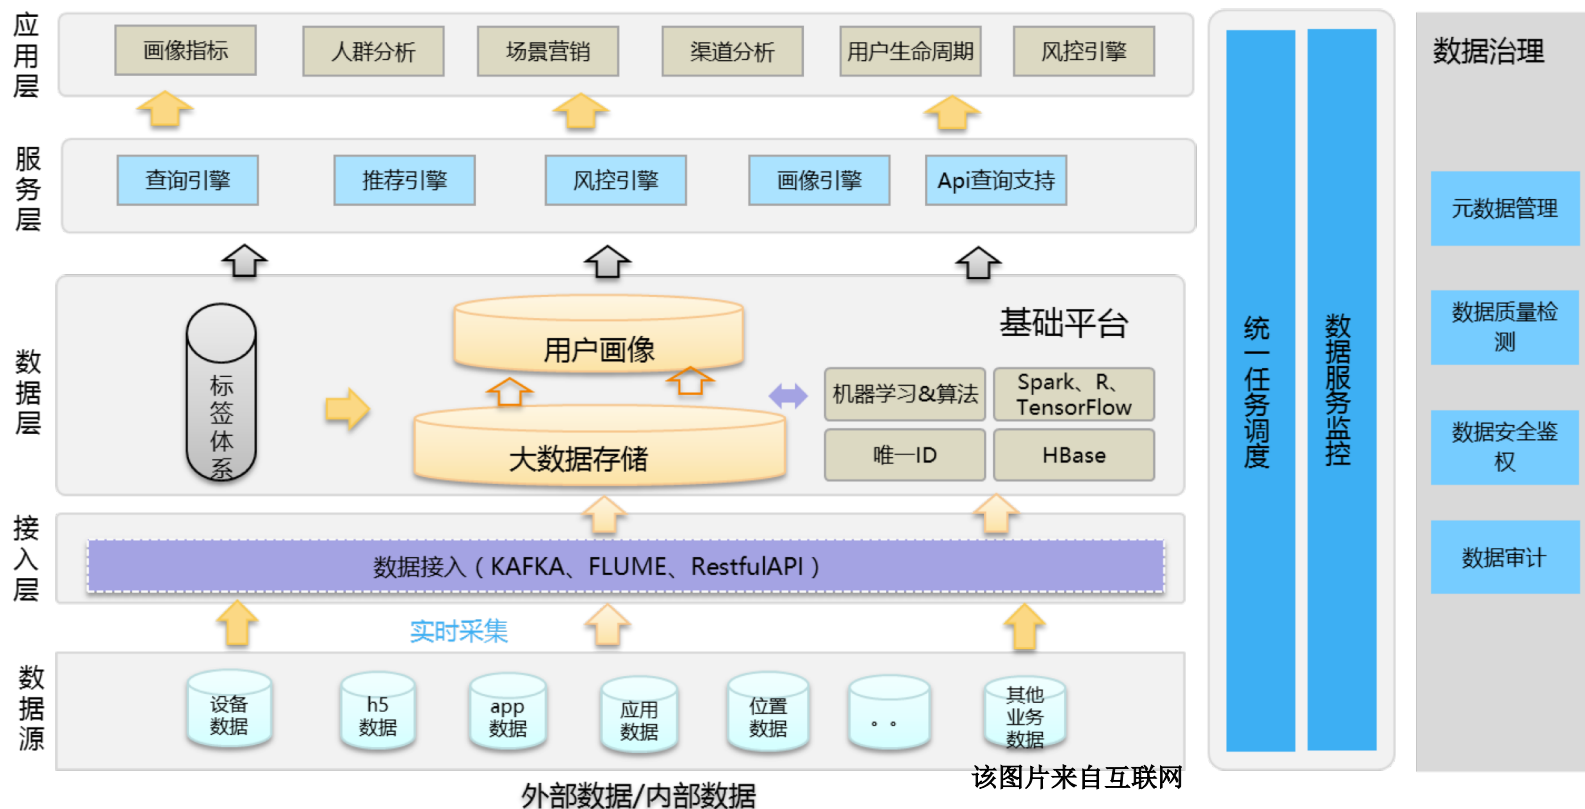 应用层
画像指标
人群分析
场景营销
渠道分析
用户生命周期
风控引擎
服务层
查询引擎
推荐引擎
风控引擎
画像引擎
Api查询支持
数据层
标签体系
用户画像
大数据存储
基础平台
机器学习&算法
Spark、R、
TensorFlow
唯一ID
HBase
接入层
数据接入（KAFKA、FLUME、RestfulAPI）
实时采集
数据源
设备
数据
h5
数据
app
数据
应用
数据
位置
数据
。。
其他
业务
数据
该图片来自互联网
外部数据/内部数据
统一任务调度
数据服务监控
数据治理
元数据管理
数据质量检
测
数据安全鉴
权
数据审计